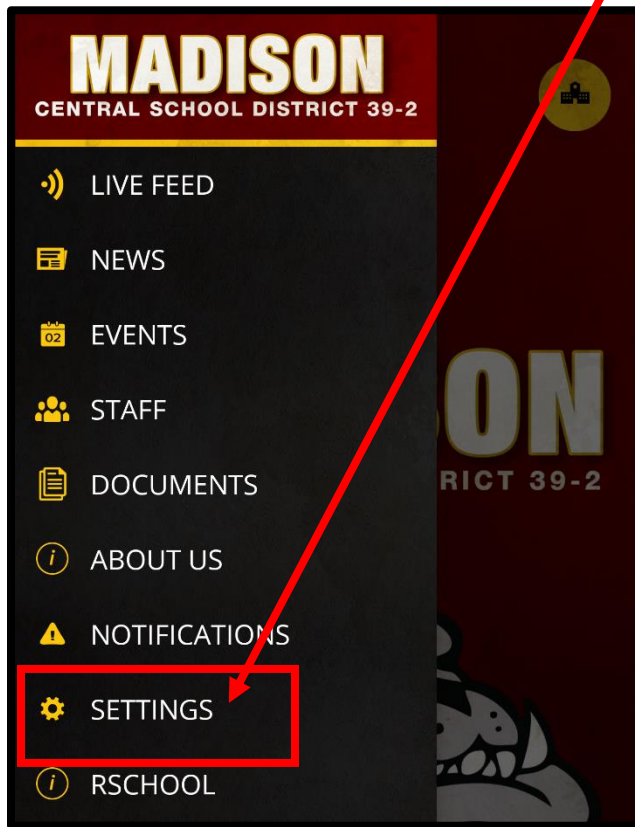 MADISON
CENTRAL SCHOOL DISTRICT 39-2
LIVE FEED
NEWS
02
EVENTS
STAFF
ON
DOCUMENTS
RICT 39-2
ABOUT US
NOTIFICATIONS
SETTINGS
RSCHOOL